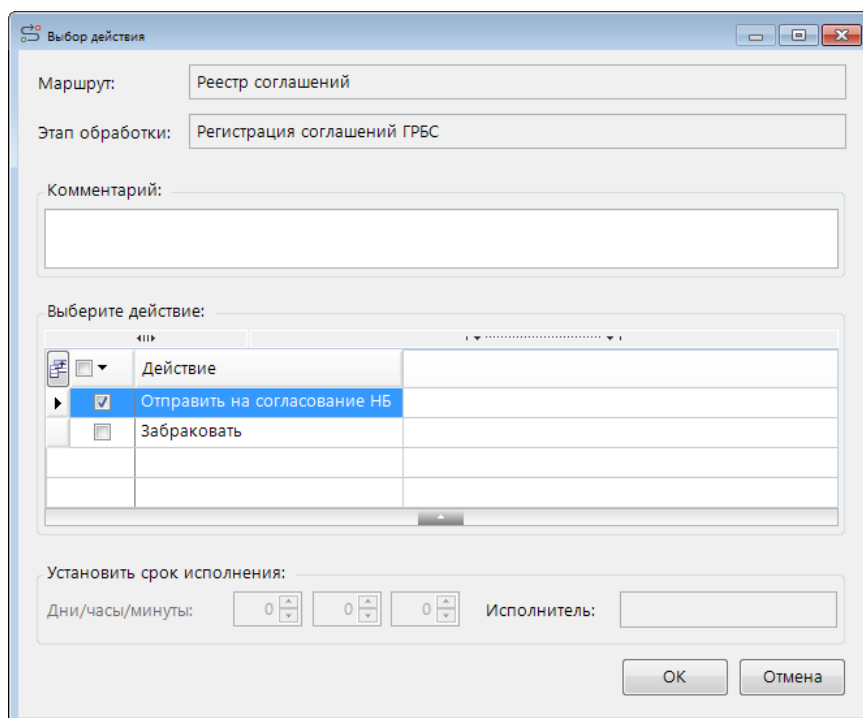 Выбор действия
Маршрут: Реестр соглашений
Этап обработки: Регистрация соглашений ГРБС
Комментарий:
Выберите действие:
Действие
Отправить на согласование НБ
Забраковать
Установить срок исполнения:
Дни/часы/минуты: 0 0 0 Исполнитель:
ОК Отмена